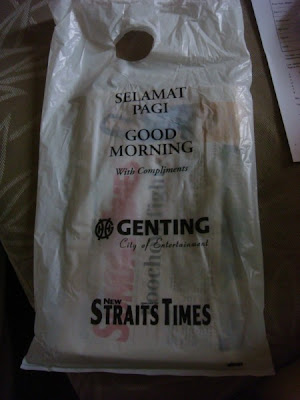 SELAMAT
PAGI
GOOD
MORNING
With Compliments
GENTING
City of Entertainment
New
STRAITS TIMES